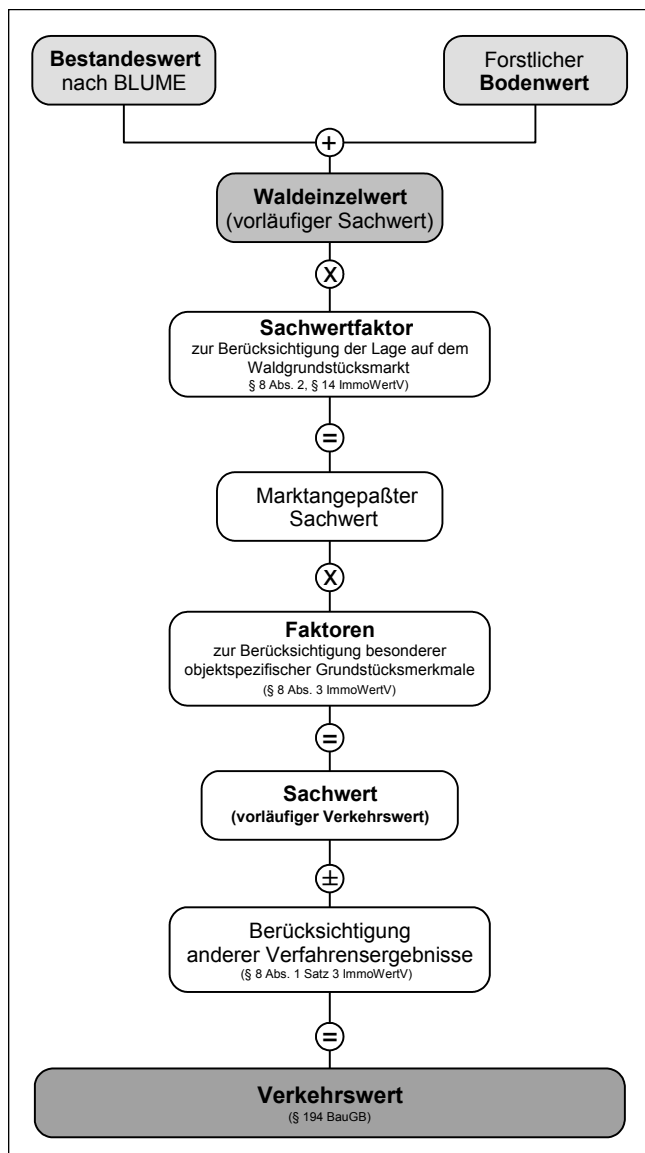 Bestandeswert
nach BLUME
Forstlicher
Bodenwert
+
Waldeinzelwert
(vorläufiger Sachwert)
x
Sachwertfaktor
zur Berücksichtigung der Lage auf dem
Waldgrundstücksmarkt
§ 8 Abs. 2, § 14 ImmoWertV)
=
Marktangepaßter
Sachwert
x
Faktoren
zur Berücksichtigung besonderer
objektspezifischer Grundstücksmerkmale
(§ 8 Abs. 3 ImmoWertV)
=
Sachwert
(vorläufiger Verkehrswert)
±
Berücksichtigung
anderer Verfahrensergebnisse
(§ 8 Abs. 1 Satz 3 ImmoWertV)
=
Verkehrswert
(§ 194 BauGB)